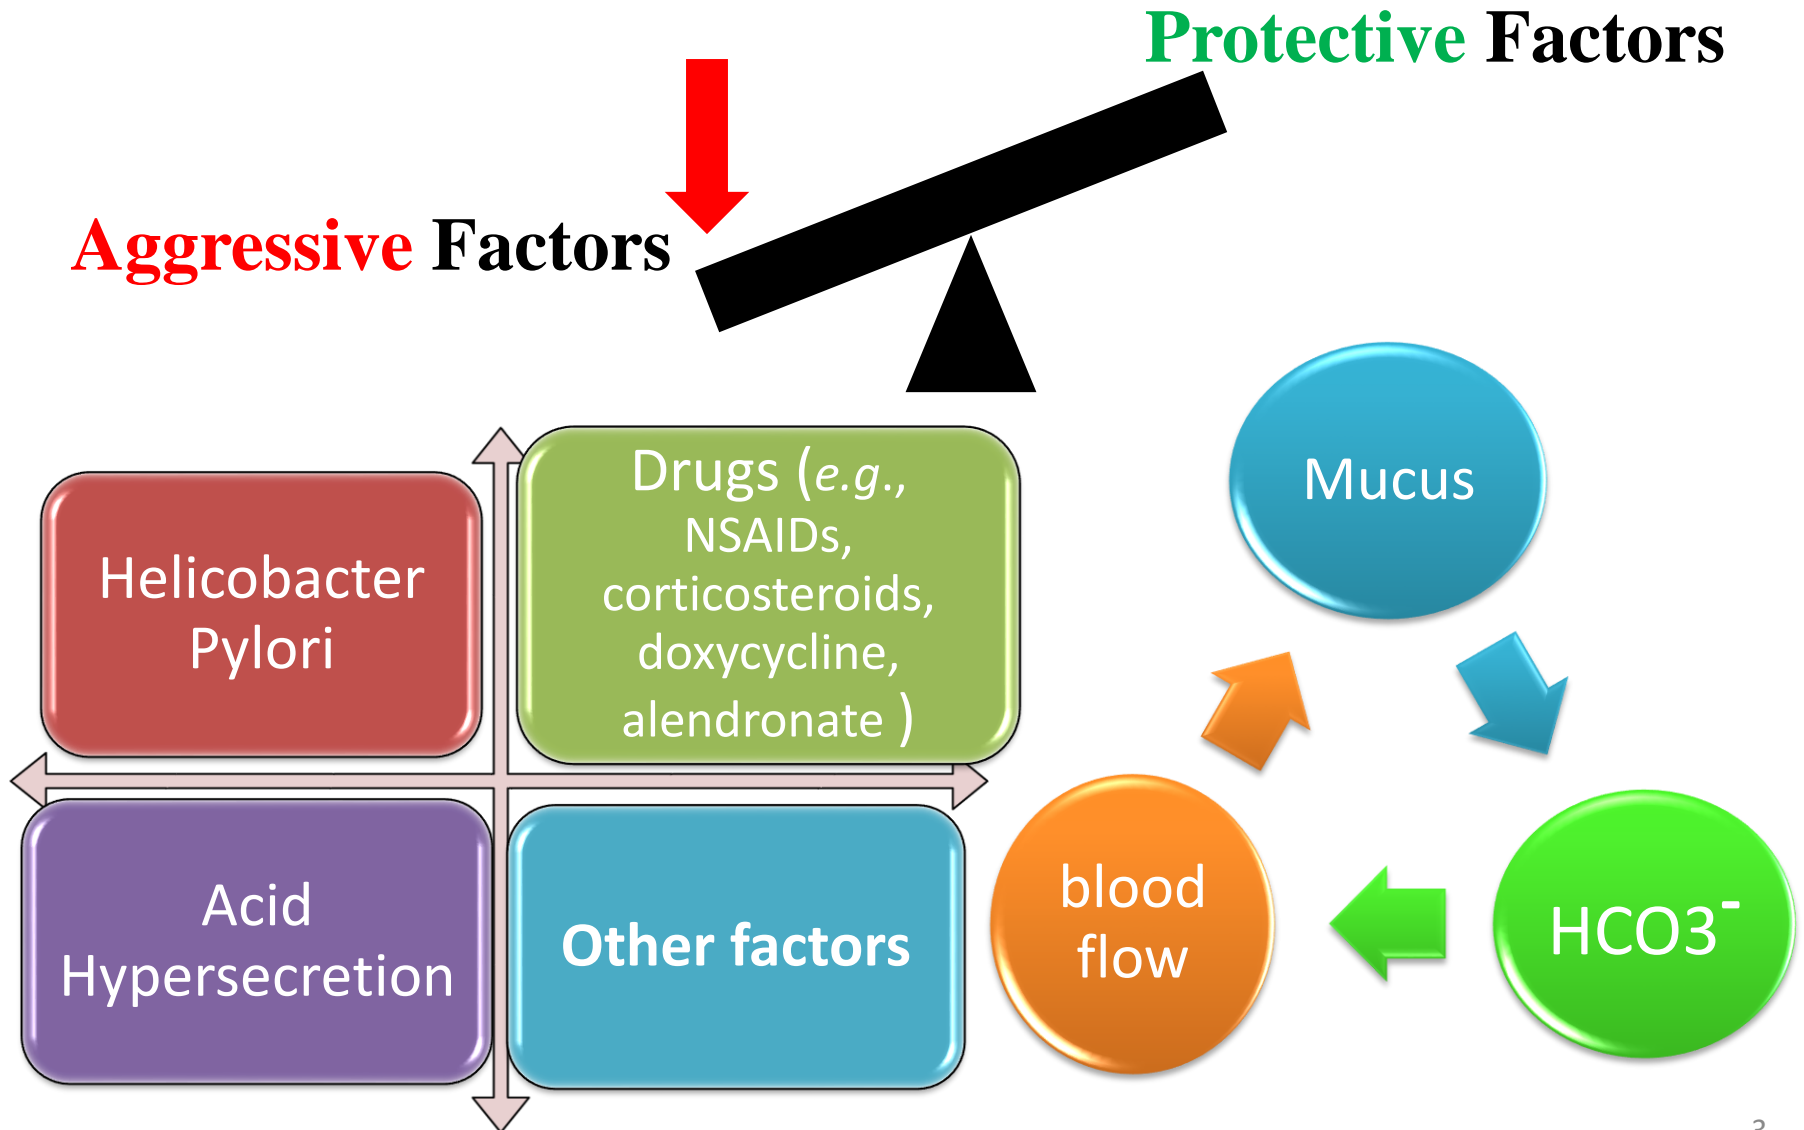 Protective Factors
Aggressive Factors
Helicobacter
Pylori
Drugs (e.g.,
NSAIDs,
corticosteroids,
doxycycline,
alendronate )
Acid
Hypersecretion
Other factors
Mucus
HCO3⁻
blood
flow
3